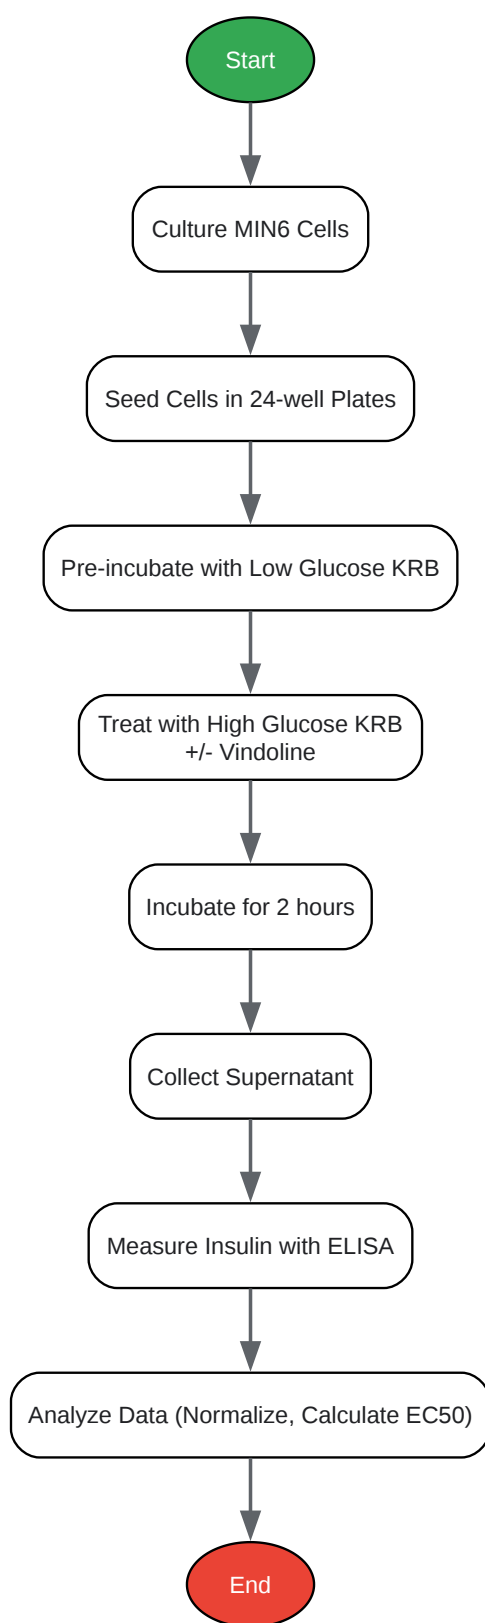 Start
Culture MIN6 Cells
Seed Cells in 24-well Plates
Pre-incubate with Low Glucose KRB
Treat with High Glucose KRB
+/- Vindoline
Incubate for 2 hours
Collect Supernatant
Measure Insulin with ELISA
Analyze Data (Normalize, Calculate EC50)
End